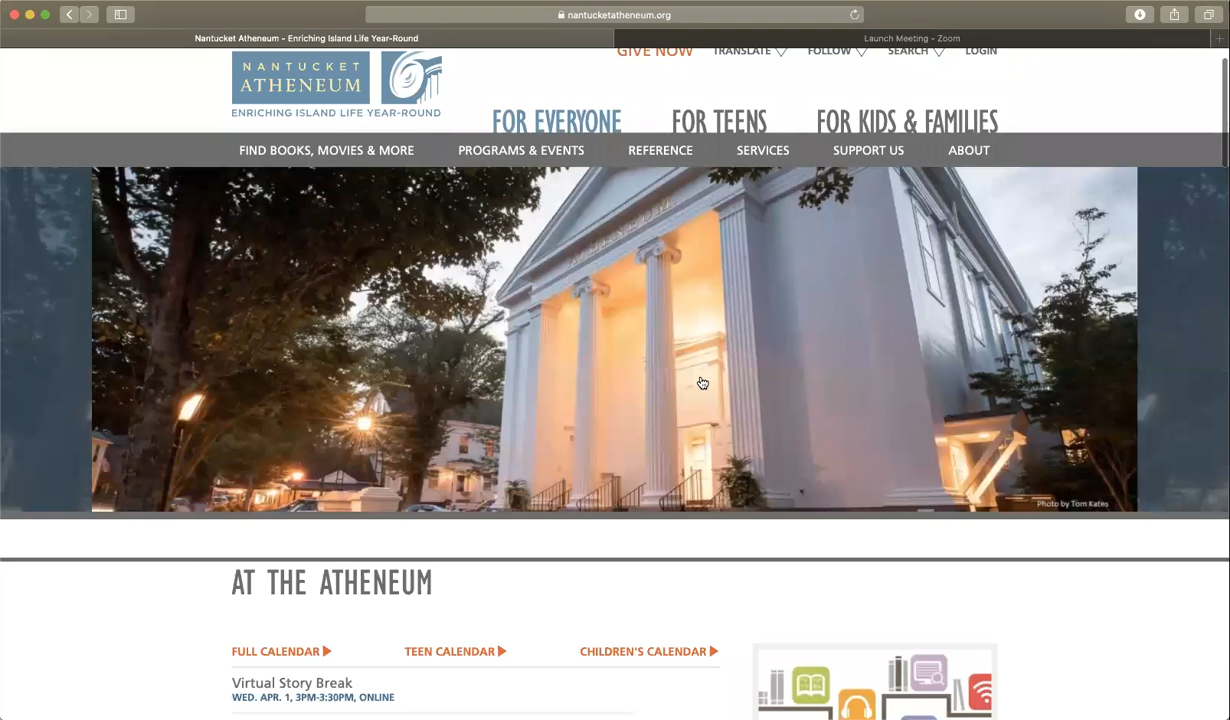 nantucketatheneum.org
Nantucket Atheneum - Enriching Island Life Year-Round
Launch Meeting - Zoom
GIVE NOW TRANSLATE FOLLOW SEARCH LOGIN
NANTUCKET
ATHENEUM
ENRICHING ISLAND LIFE YEAR-ROUND
FOR EVERYONE FOR TEENS FOR KIDS & FAMILIES
FIND BOOKS, MOVIES & MORE PROGRAMS & EVENTS REFERENCE SERVICES SUPPORT US ABOUT
ATHENEUM
Photo by Tom Kates
AT THE ATHENEUM
FULL CALENDAR TEEN CALENDAR CHILDREN'S CALENDAR
Virtual Story Break
WED. APR. 1, 3PM-3:30PM, ONLINE